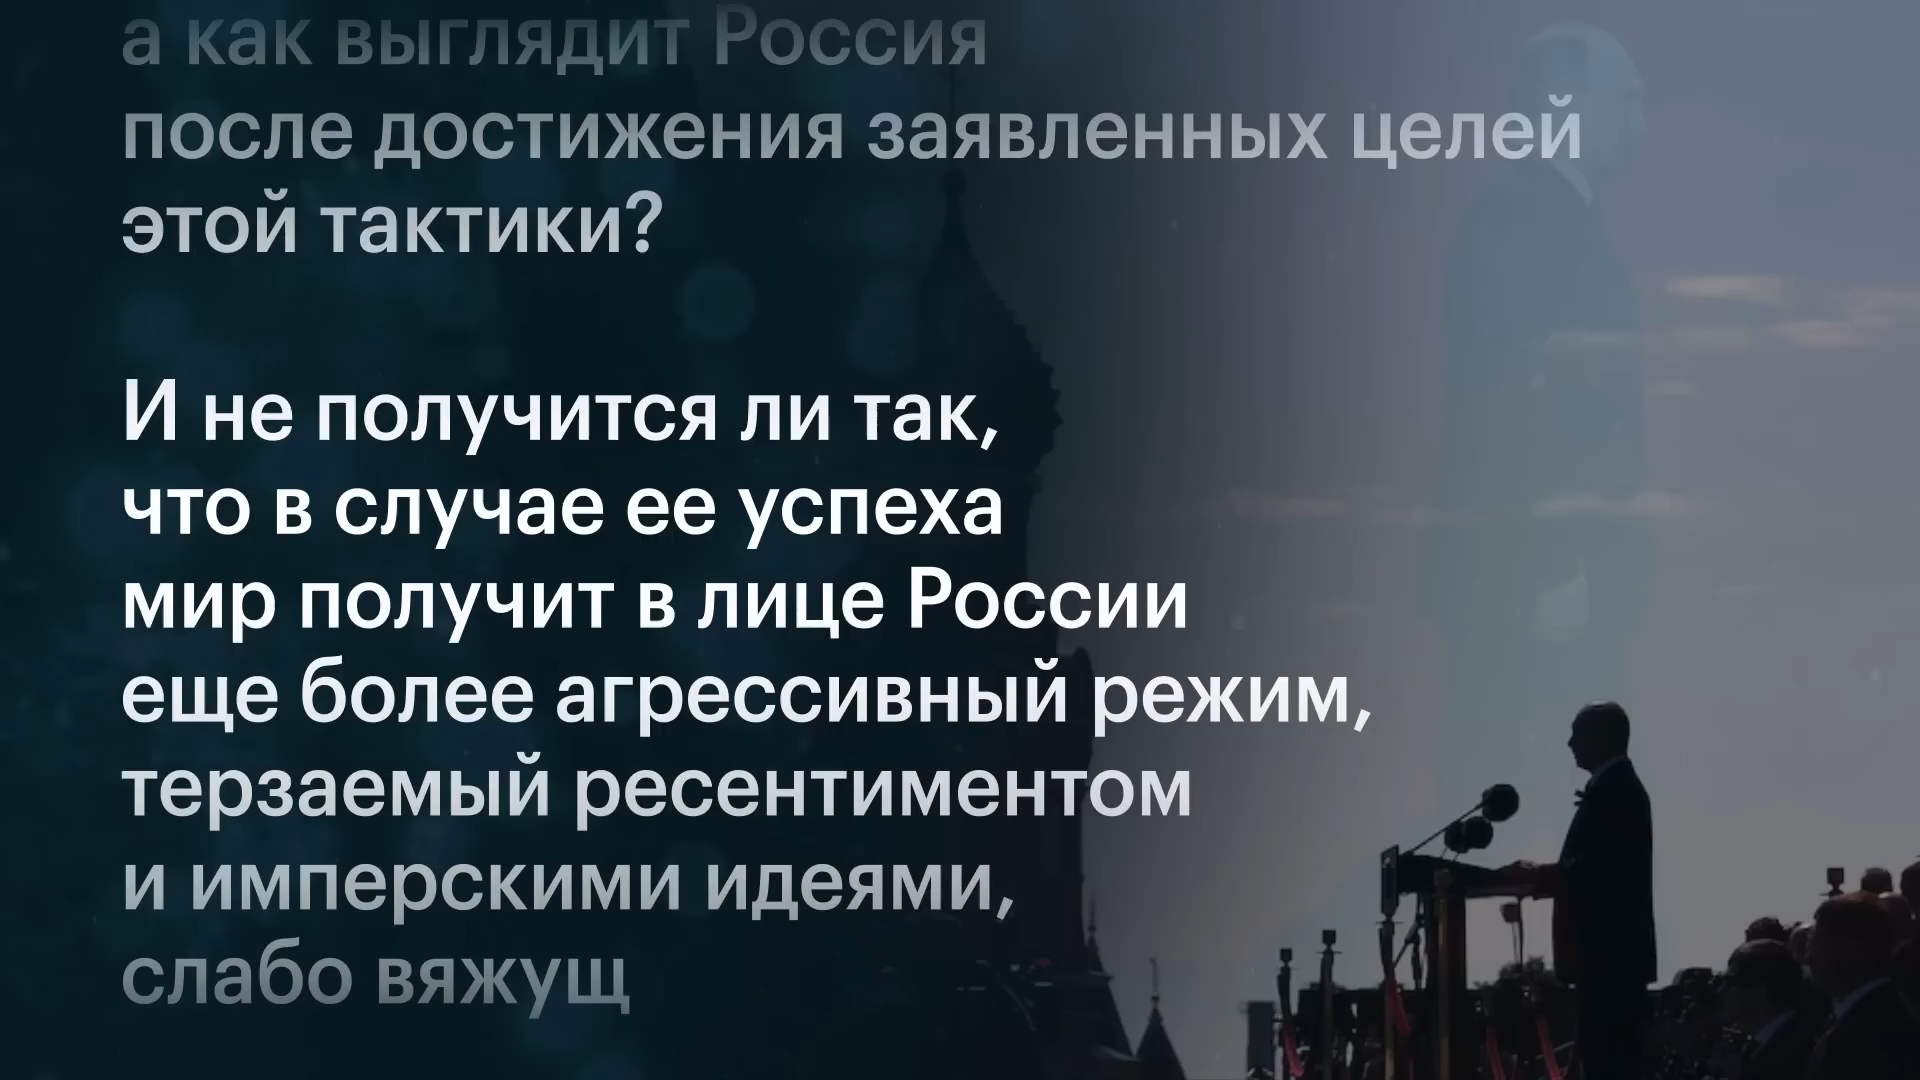 а как выглядит Россия
после достижения заявленных целей
этой тактики?
И не получится ли так,
что в случае ее успеха
мир получит в лице России
еще более агрессивный режим,
терзаемый ресентиментом
и имперскими идеями,
слабо вяжущ